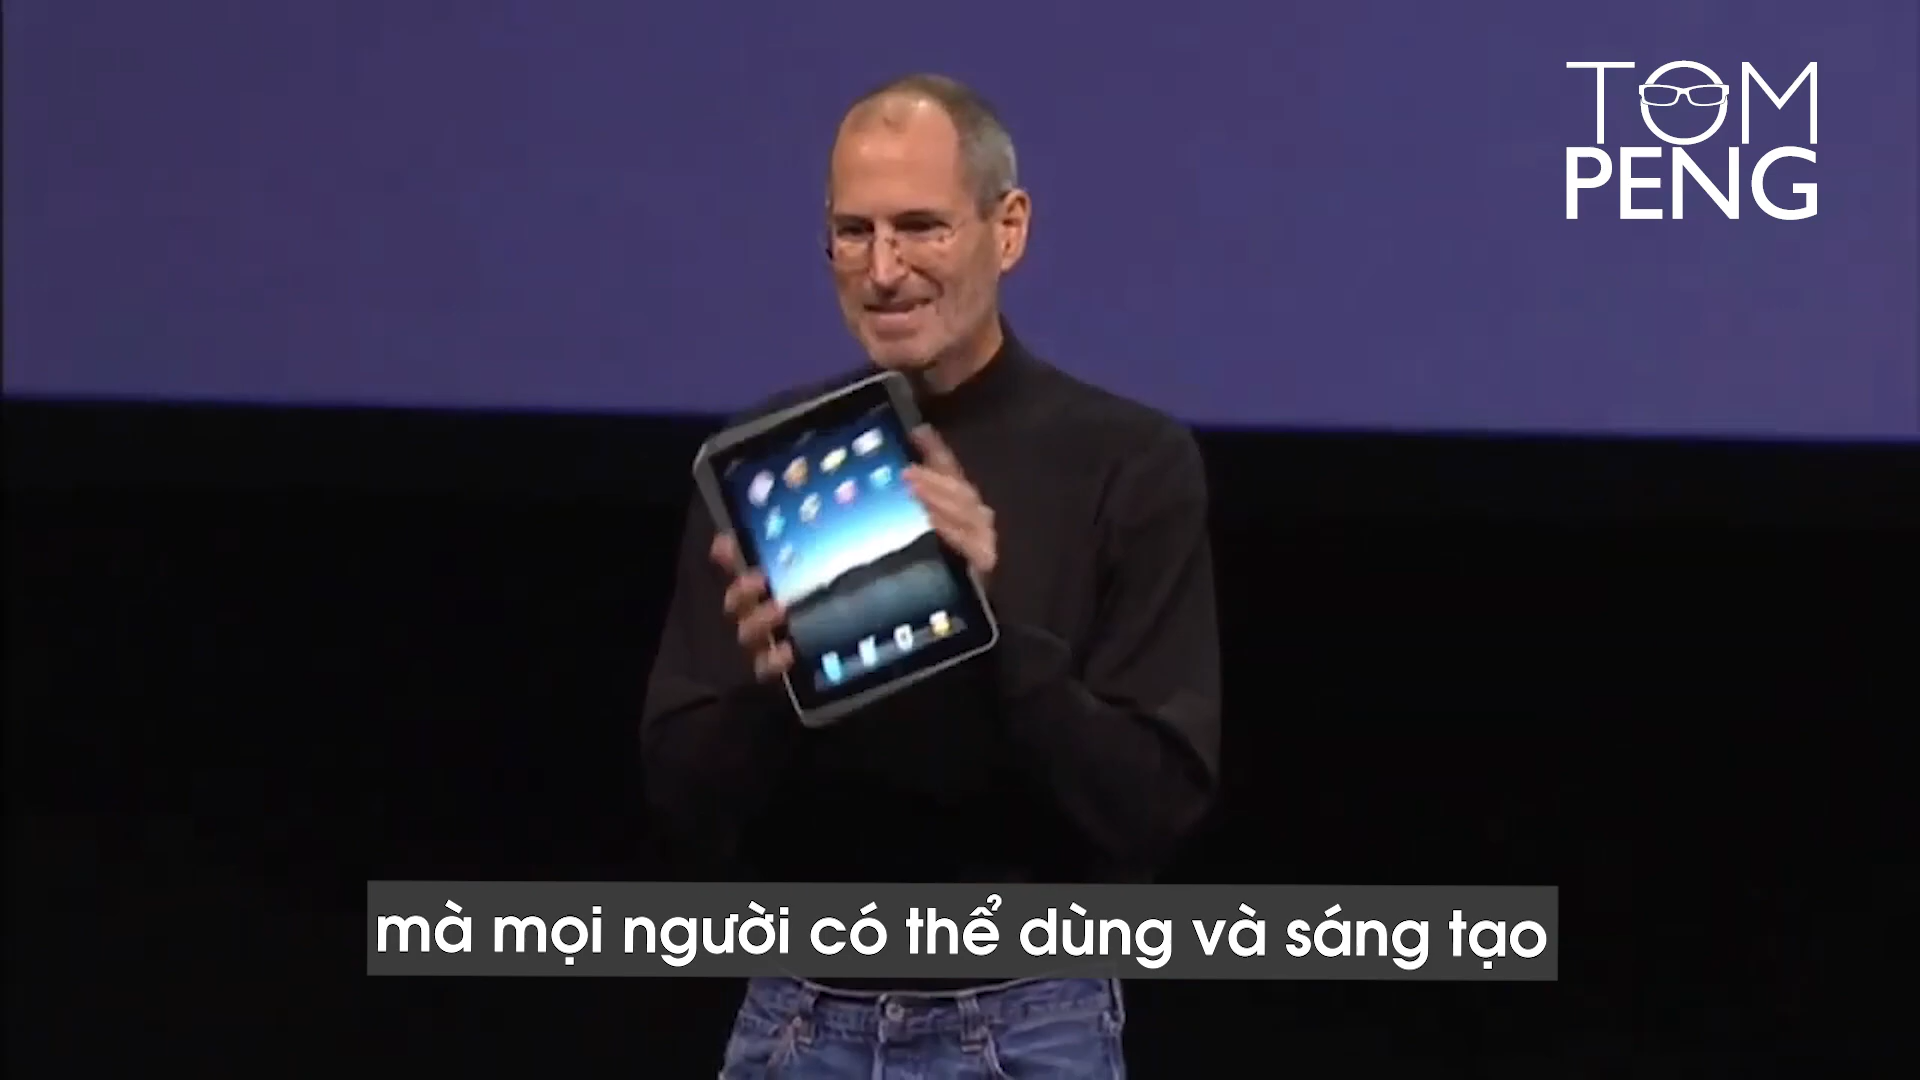 TOM
PENG
mà mọi người có thể dùng và sáng tạo